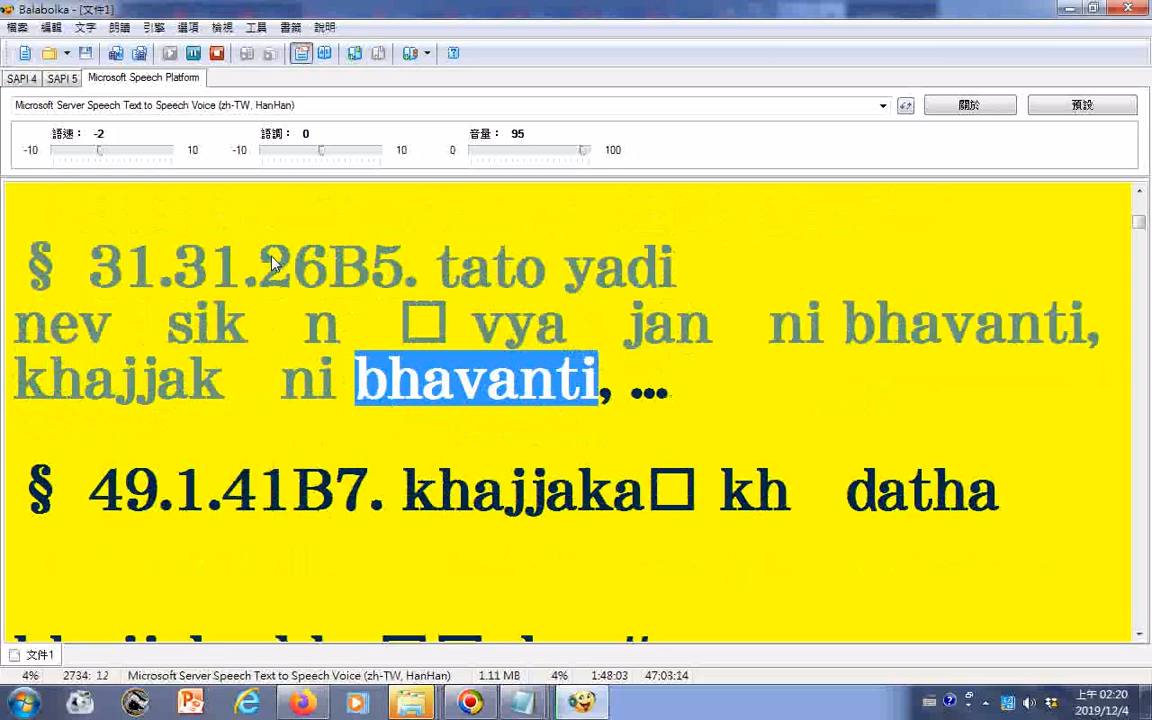 Balabolka - [文件1]
檔案 編輯 文字 朗讀 引擎 選項 檢視 工具 書籤 說明
SAPI 4 SAPI 5 Microsoft Speech Platform
Microsoft Server Speech Text to Speech Voice (zh-TW, HanHan) 關於 預設
語速： -2 語調： 0 音量： 95
-10 10 -10 10 0 100
§ 31.31.26B5. tato yadi
nev sik n □ vya jan ni bhavanti,
khajjak ni bhavanti, ...
§ 49.1.41B7. khajjaka□ kh datha
文件1
4% 2734: 12 Microsoft Server Speech Text to Speech Voice (zh-TW, HanHan) 1.11 MB 4% 1:48:03 47:03:14
上午 02:20
2019/12/4